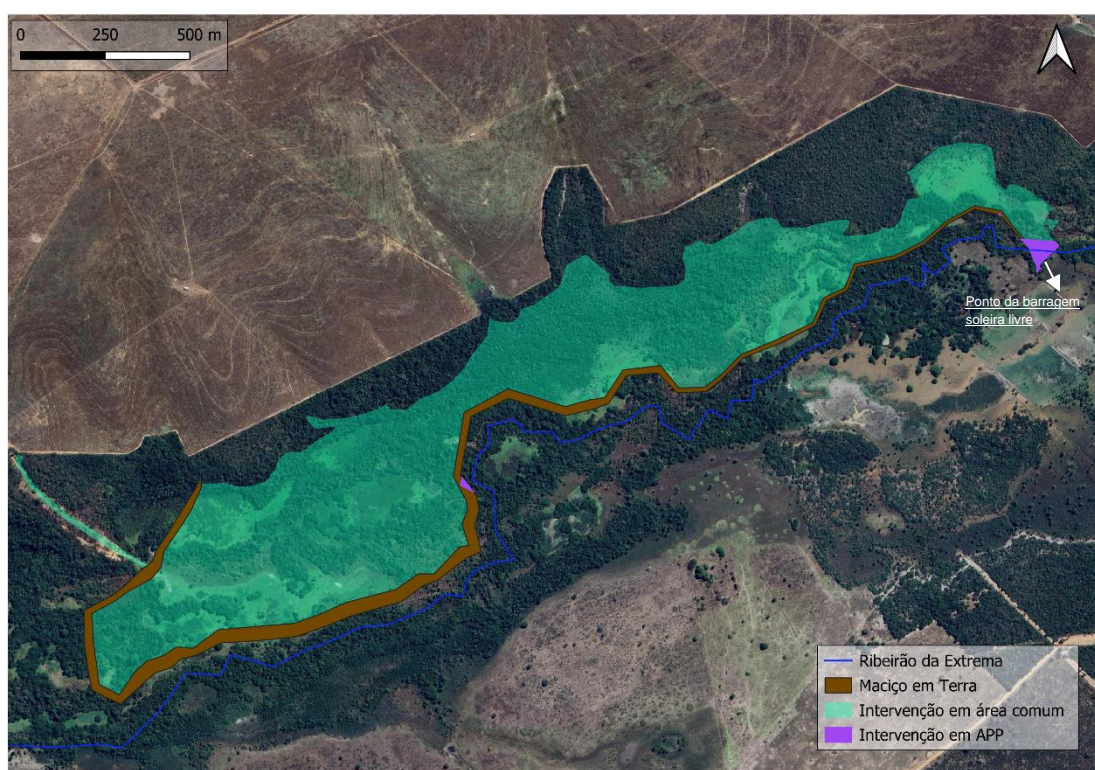 0 250 500 m
Ponto da barragem
soleira livre
Ribeirão da Extrema
Maciço em Terra
Intervenção em área comum
Intervenção em APP